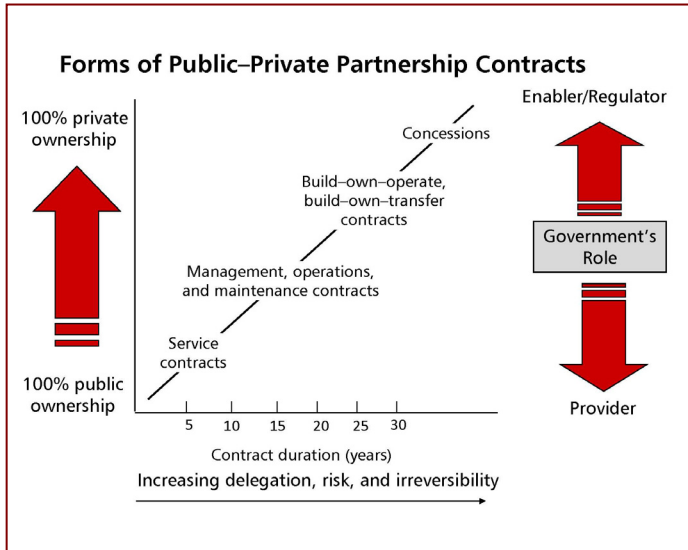 Forms of Public–Private Partnership Contracts
100% private
ownership
100% public
ownership
Concessions
Build–own–operate,
build–own–transfer
contracts
Management, operations,
and maintenance contracts
Service
contracts
5 10 15 20 25 30
Contract duration (years)
Increasing delegation, risk, and irreversibility
Enabler/Regulator
Government's
Role
Provider